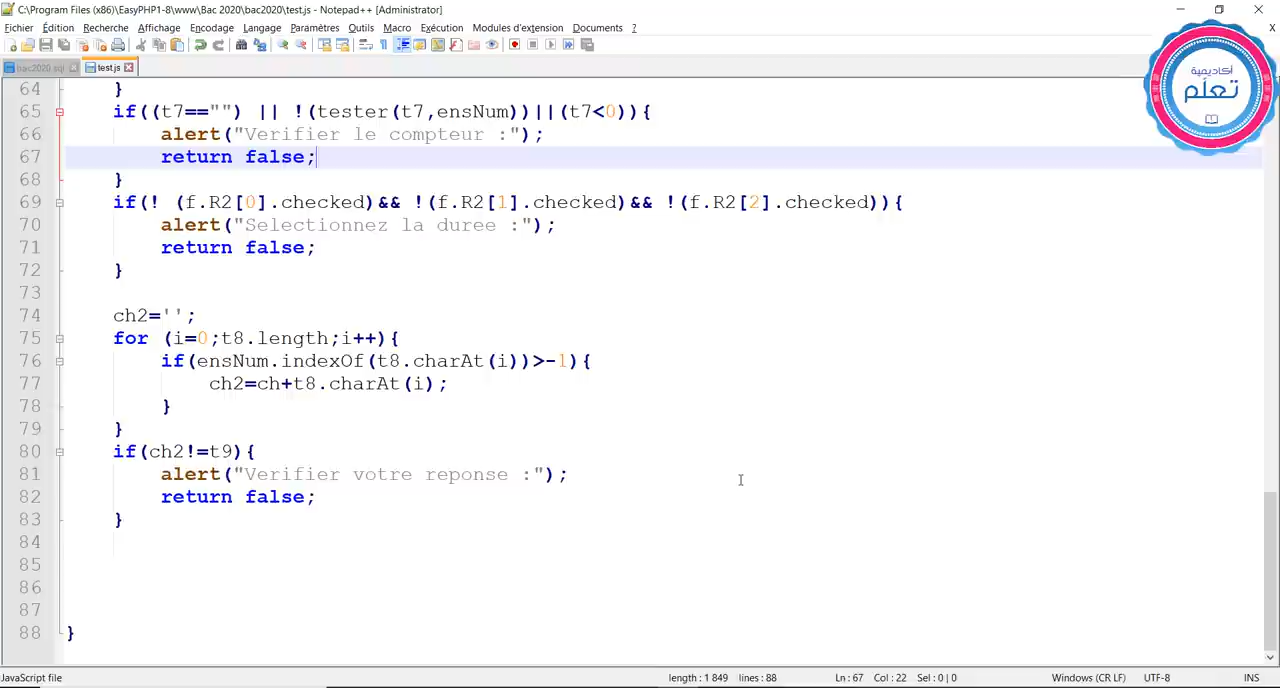 C:\Program Files (x86)\EasyPHP1-8\www\Bac 2020\bac2020\test.js - Notepad++ [Administrator]
Fichier Édition Recherche Affichage Encodage Langage Paramètres Outils Macro Exécution Modules d'extension Documents ?
X
bac2020 sql test.js
أكاديمية
تعلّم
64 }
65 if((t7=="") || !(tester(t7,ensNum))||(t7<0)){
66 alert("Verifier le compteur :");
67 return false;
68 }
69 if(! (f.R2[0].checked)&& !(f.R2[1].checked)&& !(f.R2[2].checked)){
70 alert("Selectionnez la duree :");
71 return false;
72 }
73
74 ch2='';
75 for (i=0;t8.length;i++){
76 if(ensNum.indexOf(t8.charAt(i))>-1){
77 ch2=ch+t8.charAt(i);
78 }
79 }
80 if(ch2!=t9){
81 alert("Verifier votre reponse :");
82 return false;
83 }
84
85
86
87
88 }
JavaScript file length : 1 849 lines : 88 Ln : 67 Col : 22 Sel : 0 | 0 Windows (CR LF) UTF-8 INS